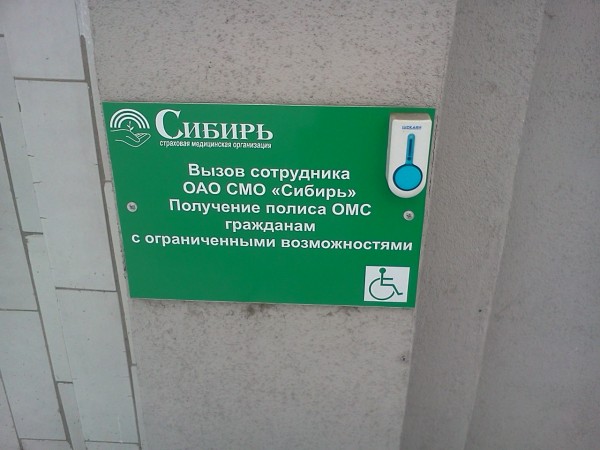 СИБИРЬ
страховая медицинская организация
Вызов сотрудника
ОАО СМО «Сибирь»
Получение полиса ОМС
гражданам
с ограниченными возможностями